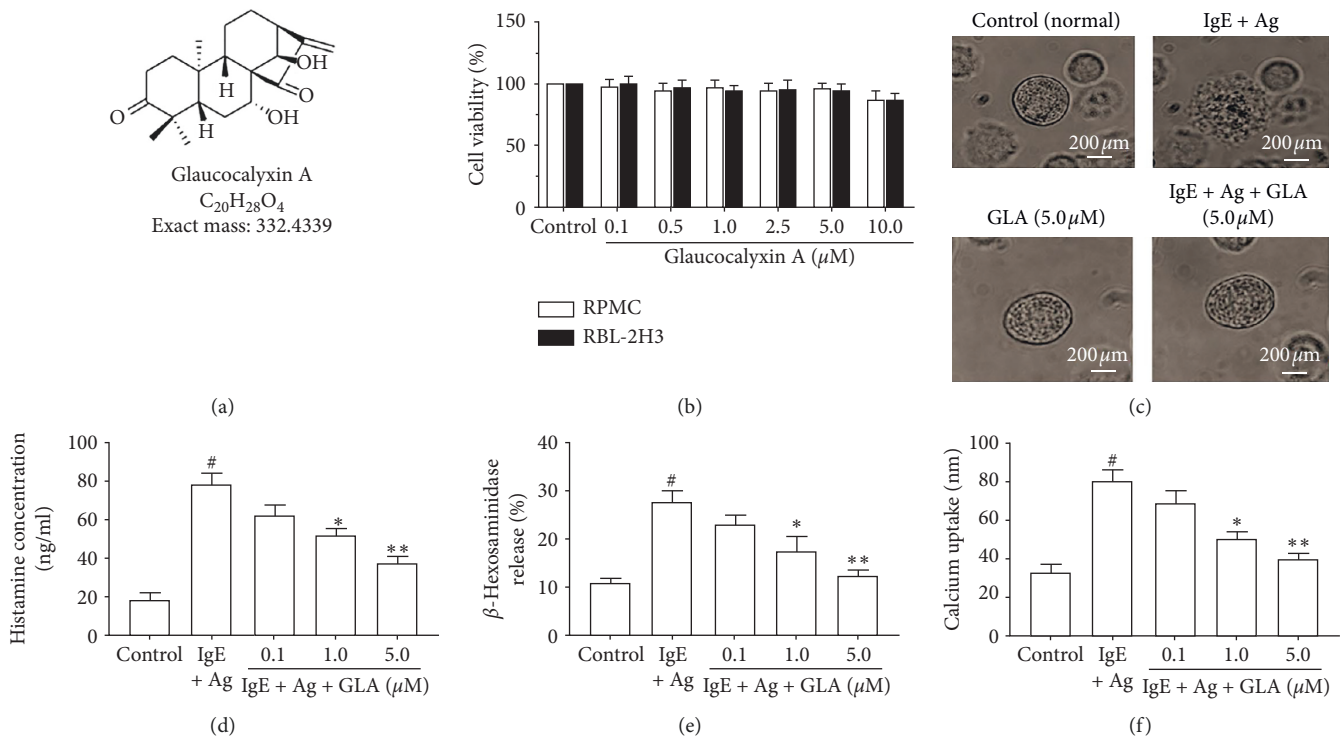 O
H
H
OH
O
OH
Glaucocalyxin A
C20H28O4
Exact mass: 332.4339
(a)
Cell viability (%)
150
100
50
0
Control 0.1 0.5 1.0 2.5 5.0 10.0
Glaucocalyxin A (μM)
RPMC
RBL-2H3
(b)
Control (normal)
IgE + Ag
200 μm
200 μm
GLA (5.0 μM)
IgE + Ag + GLA
(5.0 μM)
200 μm
200 μm
(c)
Histamine concentration
(ng/ml)
100
80
60
40
20
0
#
*
**
Control IgE 0.1 1.0 5.0
+ Ag IgE + Ag + GLA (μM)
(d)
β-Hexosaminidase
release (%)
40
30
20
10
0
#
*
**
Control IgE 0.1 1.0 5.0
+ Ag IgE + Ag + GLA (μM)
(e)
Calcium uptake (nm)
100
80
60
40
20
0
#
*
**
Control IgE 0.1 1.0 5.0
+ Ag IgE + Ag + GLA (μM)
(f)